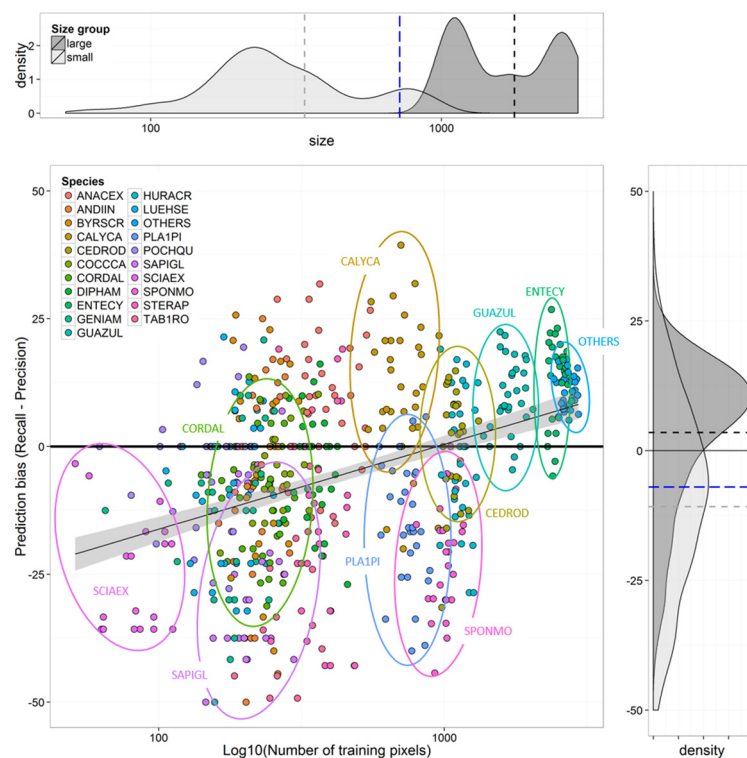 Size group
large
small
density
2
1
0
100
1000
size
Species
ANACEX
ANDIIN
BYRSCR
CALYCA
CEDROD
COCCCA
CORDAL
DIPHAM
ENTECY
GENIAM
GUAZUL
HURACR
LUEHSE
OTHERS
PLA1PI
POCHQU
SAPIGL
SCIAEX
SPONMO
STERAP
TAB1RO
Prediction bias (Recall - Precision)
50
25
0
-25
-50
CALYCA
GUAZUL
ENTECY
OTHERS
CORDAL
CEDROD
PLA1PI
SCIAEX
SPONMO
SAPIGL
100
1000
Log10(Number of training pixels)
50
25
0
-25
-50
density